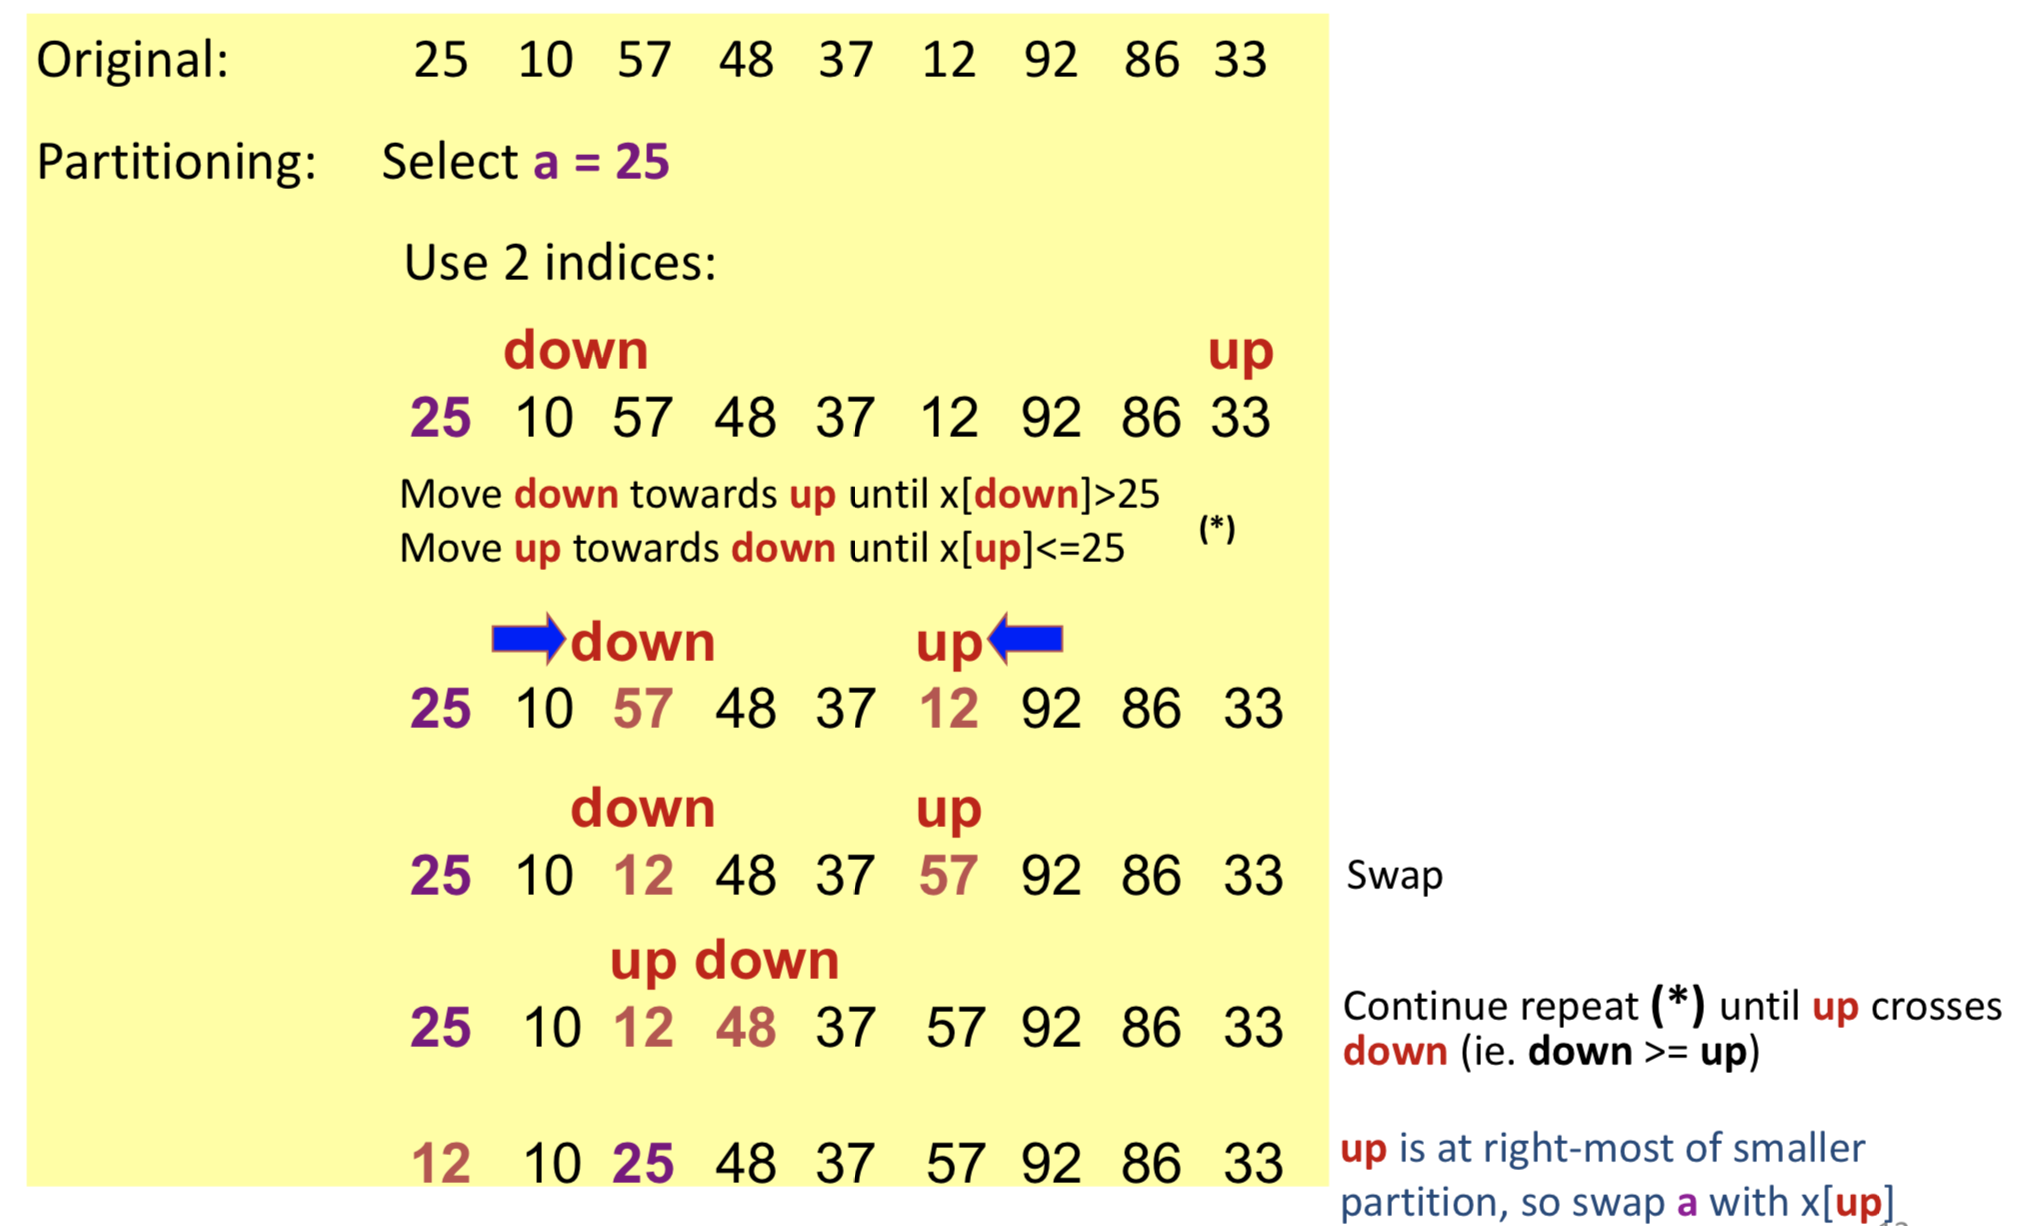 Original: 25 10 57 48 37 12 92 86 33
Partitioning: Select a = 25
Use 2 indices:
down up
25 10 57 48 37 12 92 86 33
Move down towards up until x[down]>25
(*)
Move up towards down until x[up]<=25
down up
25 10 57 48 37 12 92 86 33
down up
25 10 12 48 37 57 92 86 33 Swap
up down
25 10 12 48 37 57 92 86 33
Continue repeat (*) until up crosses
down (ie. down >= up)
12 10 25 48 37 57 92 86 33
up is at right-most of smaller
partition, so swap a with x[up]